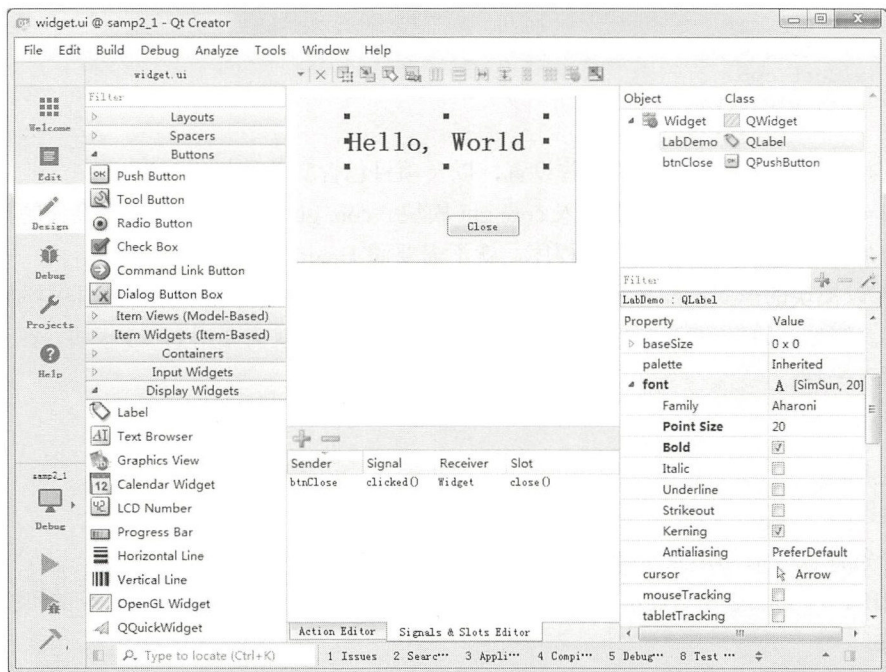 widget.ui @ samp2_1 - Qt Creator
File Edit Build Debug Analyze Tools Window Help
widget.ui
Welcome
Edit
Design
Debug
Projects
Help
samp2_1
Debug
Filter
Layouts
Spacers
Buttons
Push Button
Tool Button
Radio Button
Check Box
Command Link Button
Dialog Button Box
Item Views (Model-Based)
Item Widgets (Item-Based)
Containers
Input Widgets
Display Widgets
Label
Text Browser
Graphics View
Calendar Widget
LCD Number
Progress Bar
Horizontal Line
Vertical Line
OpenGL Widget
QQuickWidget
Hello, World
Close
Sender Signal Receiver Slot
btnClose clicked() Widget close()
Action Editor Signals & Slots Editor
Object Class
Widget QWidget
LabDemo QLabel
btnClose QPushButton
Filter
LabDemo : QLabel
Property Value
baseSize 0 x 0
palette Inherited
font A [SimSun, 20]
Family Aharoni
Point Size 20
Bold
Italic
Underline
Strikeout
Kerning
Antialiasing PreferDefault
cursor Arrow
mouseTracking
tabletTracking
Type to locate (Ctrl+K)
1 Issues 2 Searc··· 3 Appli··· 4 Compi··· 5 Debug··· 8 Test ···